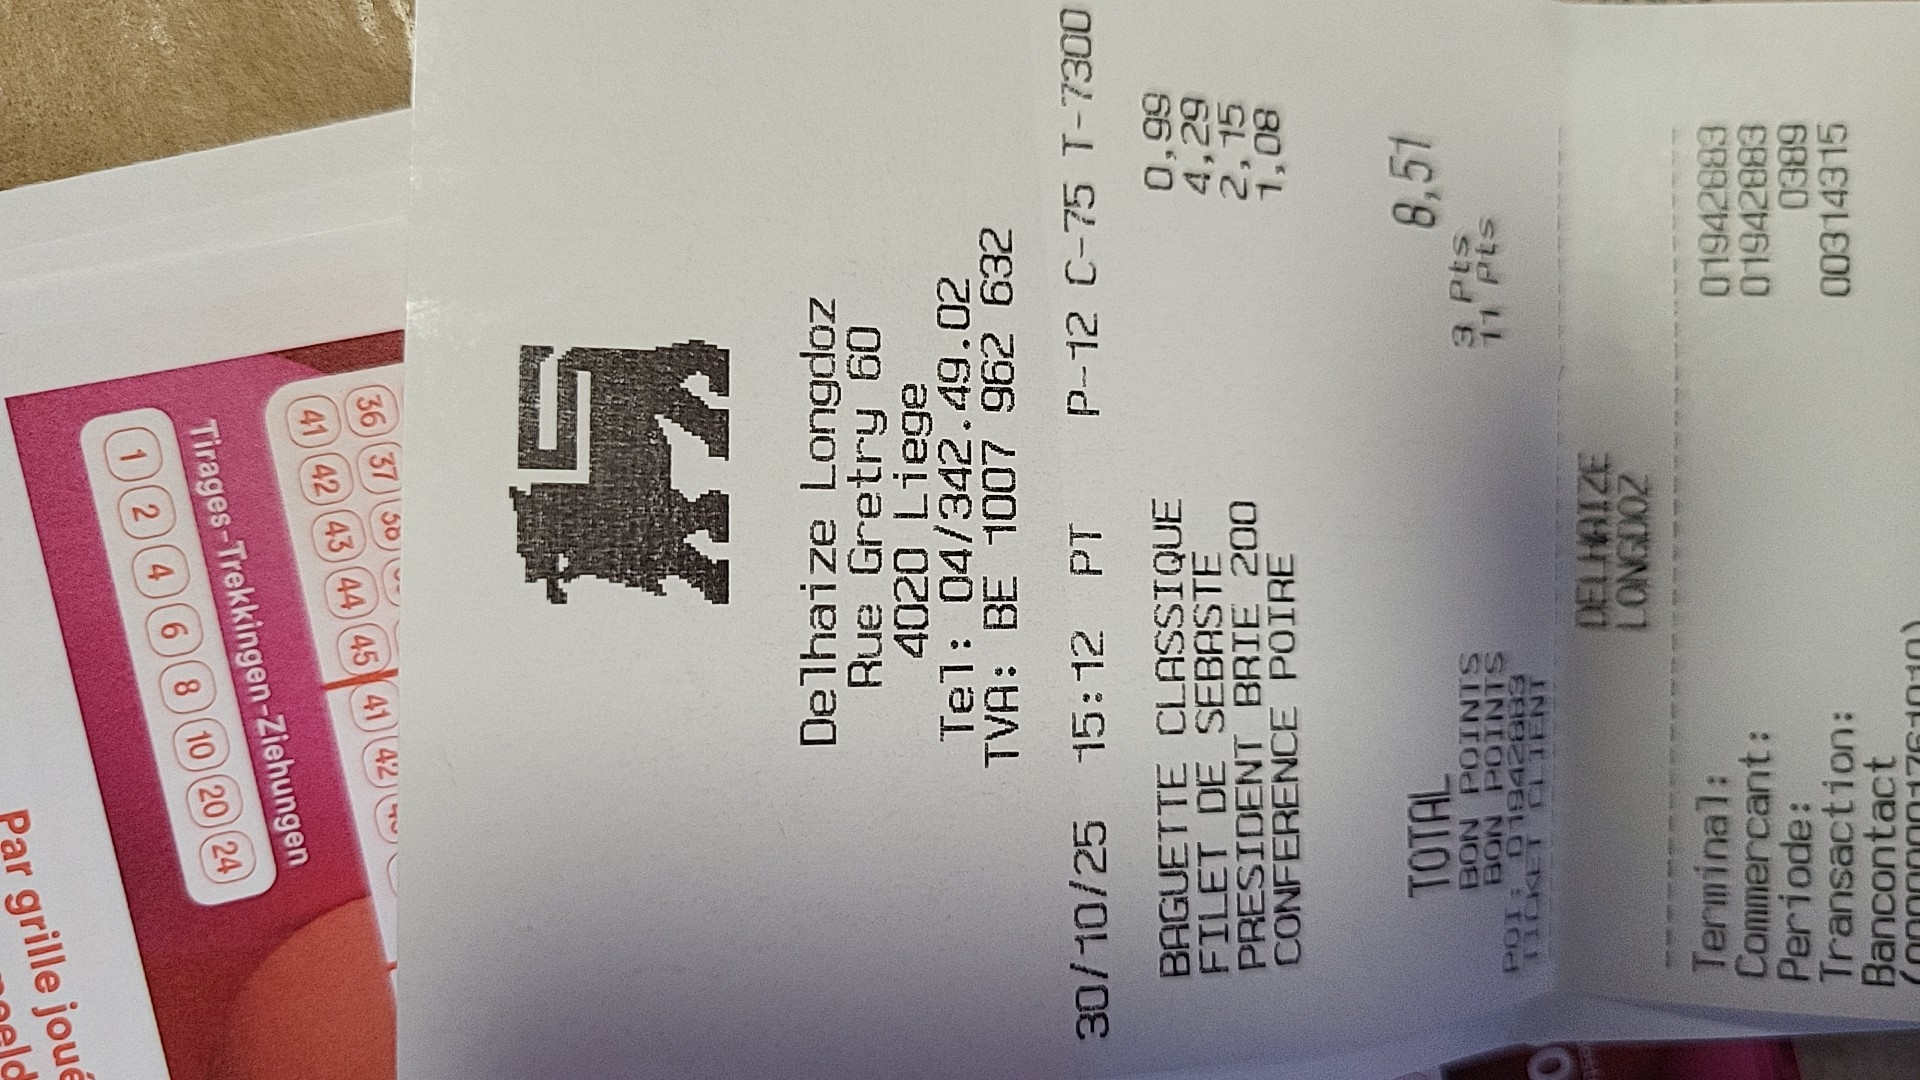 Delhaize Longdoz
Rue Gretry 60
4020 Liege
Tel: 04/342.49.02
TVA: BE 1007 962 632
30/10/25 15:12 PT P-12 C-75 T-7300
BAGUETTE CLASSIQUE 0,99
FILET DE SEBASTE 4,29
PRESIDENT BRIE 200 2,15
CONFERENCE POIRE 1,08
TOTAL 8,51
BON POINTS 3 Pts
BON POINTS 11 Pts
POI: 01942883
TICKET CLIENT
DELHAIZE
LONGDOZ
Terminal: 01942883
Commercant: 01942883
Periode: 0389
Transaction: 00314315
Bancontact
36 37
41 42 43 44 45
41 42
Tirages-Trekkingen-Ziehungen
1 2 4 6 8 10 20 24
Par grille joué